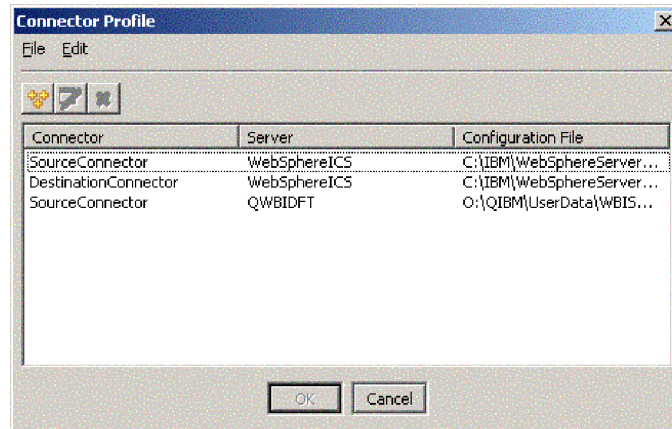 Connector Profile
File Edit
Connector Server Configuration File
SourceConnector WebSphereICS C:\IBM\WebSphereServer...
DestinationConnector WebSphereICS C:\IBM\WebSphereServer...
SourceConnector QWBIDFT O:\QIBM\UserData\WBIS...
OK Cancel